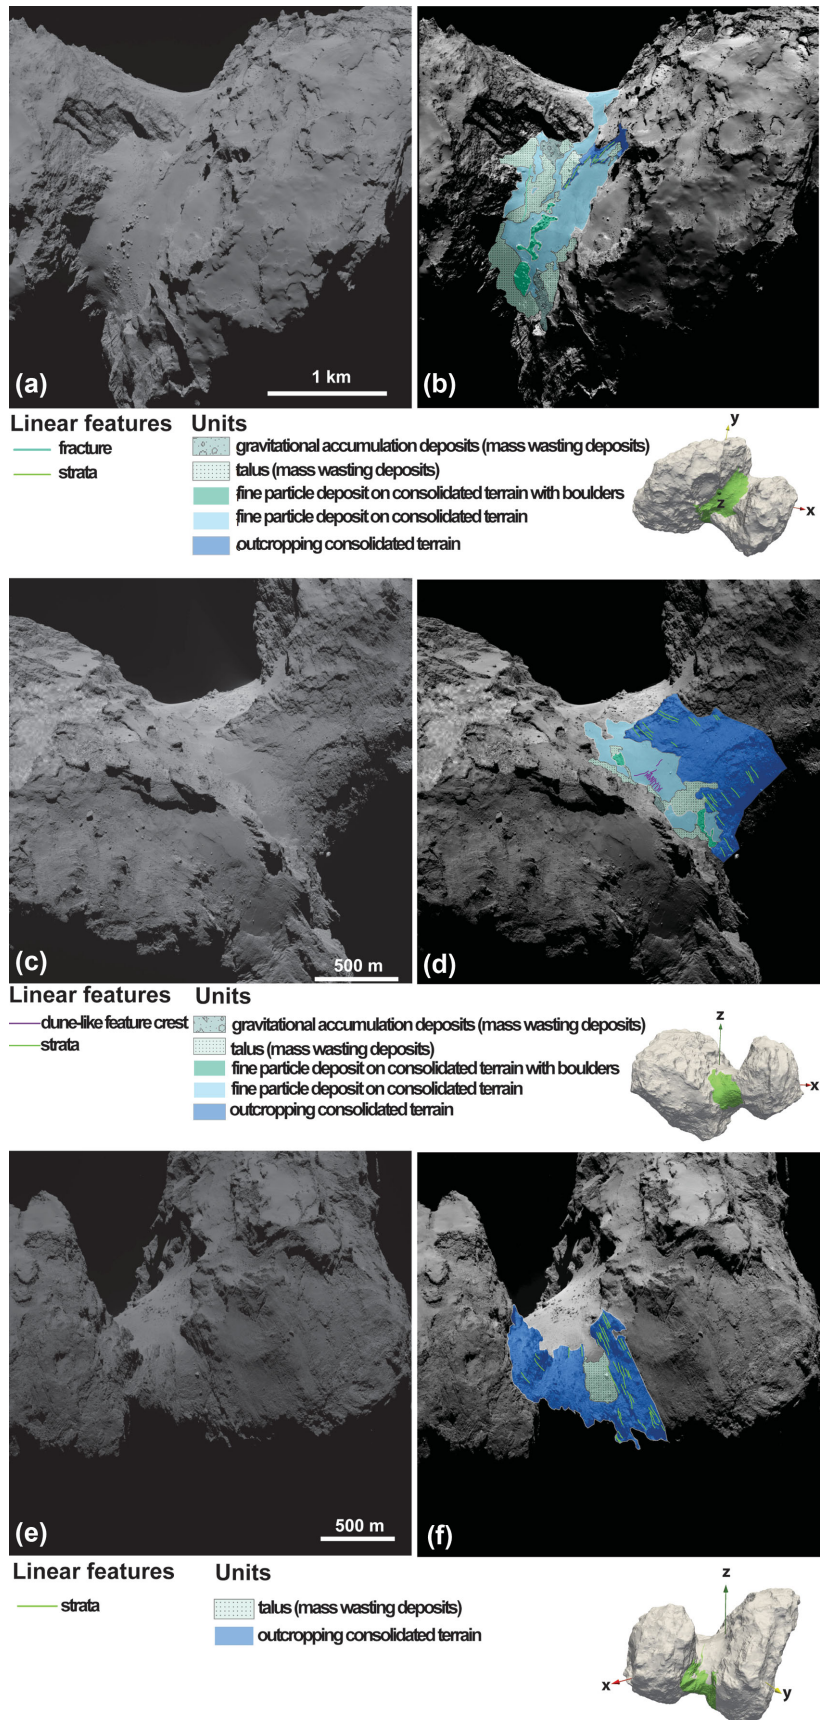 (a)
1 km
(b)
Linear features
fracture
strata
Units
gravitational accumulation deposits (mass wasting deposits)
talus (mass wasting deposits)
fine particle deposit on consolidated terrain with boulders
fine particle deposit on consolidated terrain
outcropping consolidated terrain
y
z
x
(c)
500 m
(d)
Linear features
dune-like feature crest
strata
Units
gravitational accumulation deposits (mass wasting deposits)
talus (mass wasting deposits)
fine particle deposit on consolidated terrain with boulders
fine particle deposit on consolidated terrain
outcropping consolidated terrain
z
x
(e)
500 m
(f)
Linear features
strata
Units
talus (mass wasting deposits)
outcropping consolidated terrain
z
x
y